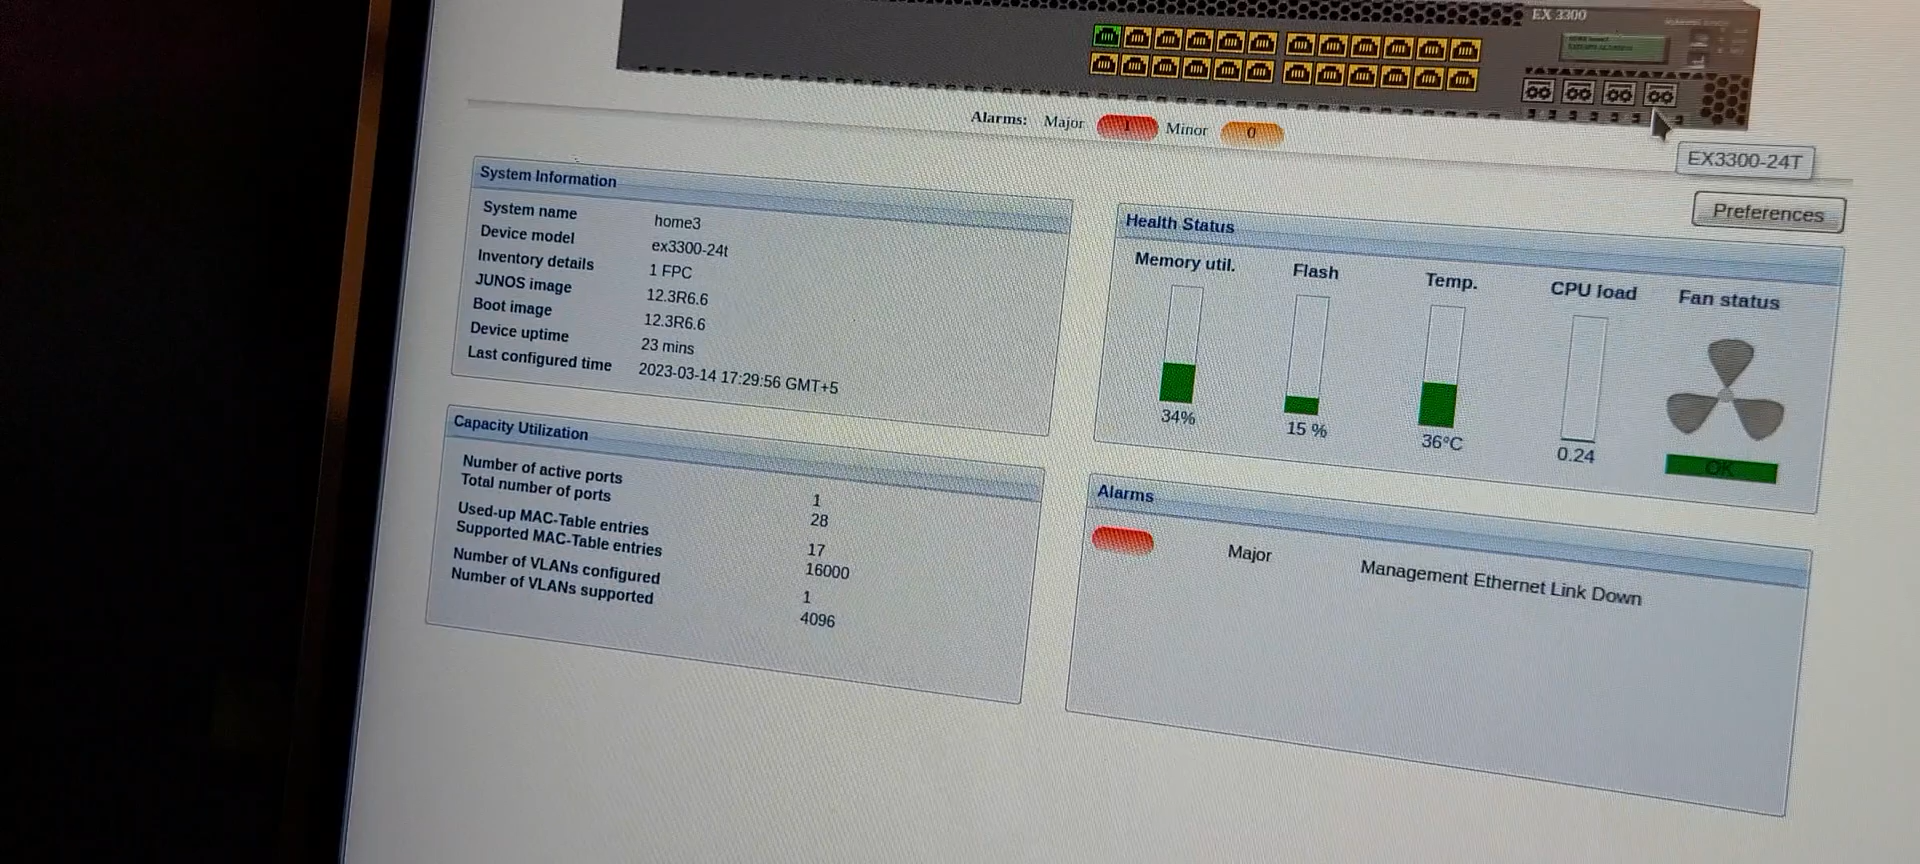 EX 3300
Alarms: Major 1 Minor 0
EX3300-24T
Preferences
System Information
System name home3
Device model ex3300-24t
Inventory details 1 FPC
JUNOS image 12.3R6.6
Boot image 12.3R6.6
Device uptime 23 mins
Last configured time 2023-03-14 17:29:56 GMT+5
Health Status
Memory util. Flash Temp. CPU load Fan status
34% 15 % 36°C 0.24 OK
Capacity Utilization
Number of active ports 1
Total number of ports 28
Used-up MAC-Table entries 17
Supported MAC-Table entries 16000
Number of VLANs configured 1
Number of VLANs supported 4096
Alarms
Major Management Ethernet Link Down